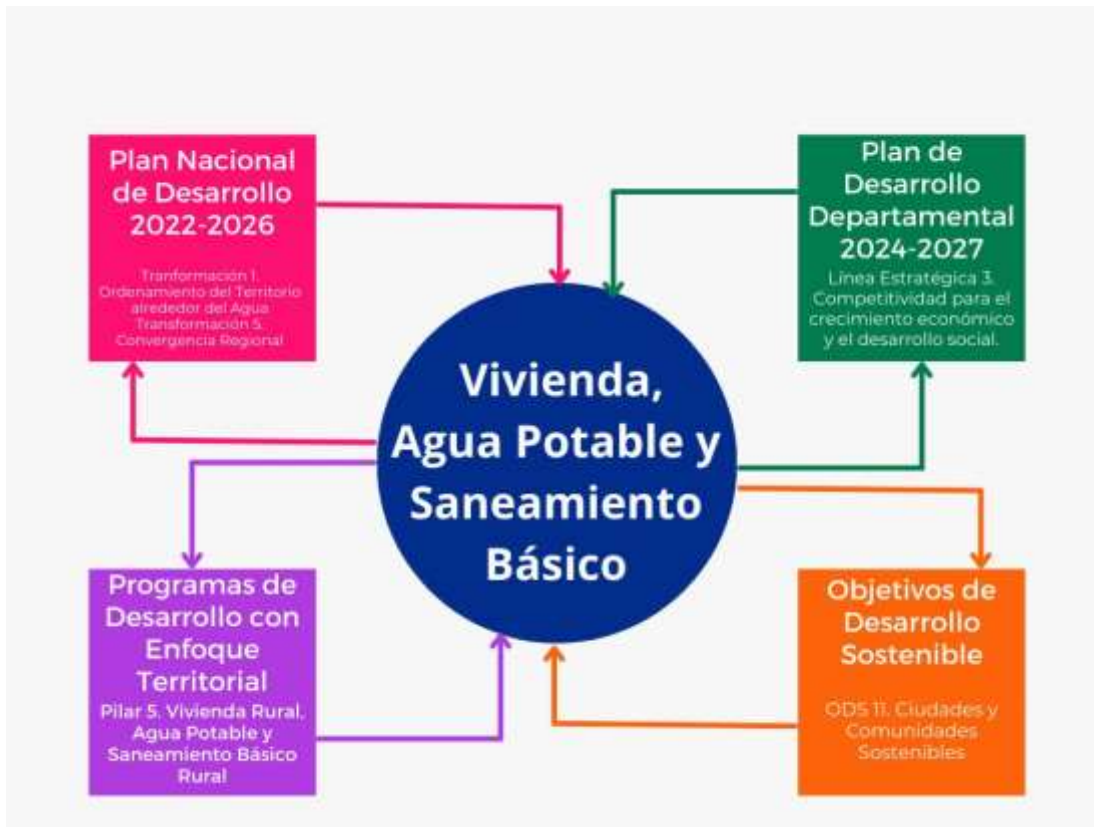 Plan Nacional
de Desarrollo
2022-2026
Tranformación 1.
Ordenamiento del Territorio
alrededor del Agua
Transformación 5.
Convergencia Regional
Plan de
Desarrollo
Departamental
2024-2027
Línea Estratégica 3.
Competitividad para el
crecimiento económico
y el desarrollo social.
Vivienda,
Agua Potable y
Saneamiento
Básico
Programas de
Desarrollo con
Enfoque
Territorial
Pilar 5. Vivienda Rural,
Agua Potable y
Saneamiento Básico
Rural
Objetivos de
Desarrollo
Sostenible
ODS 11. Ciudades y
Comunidades
Sostenibles